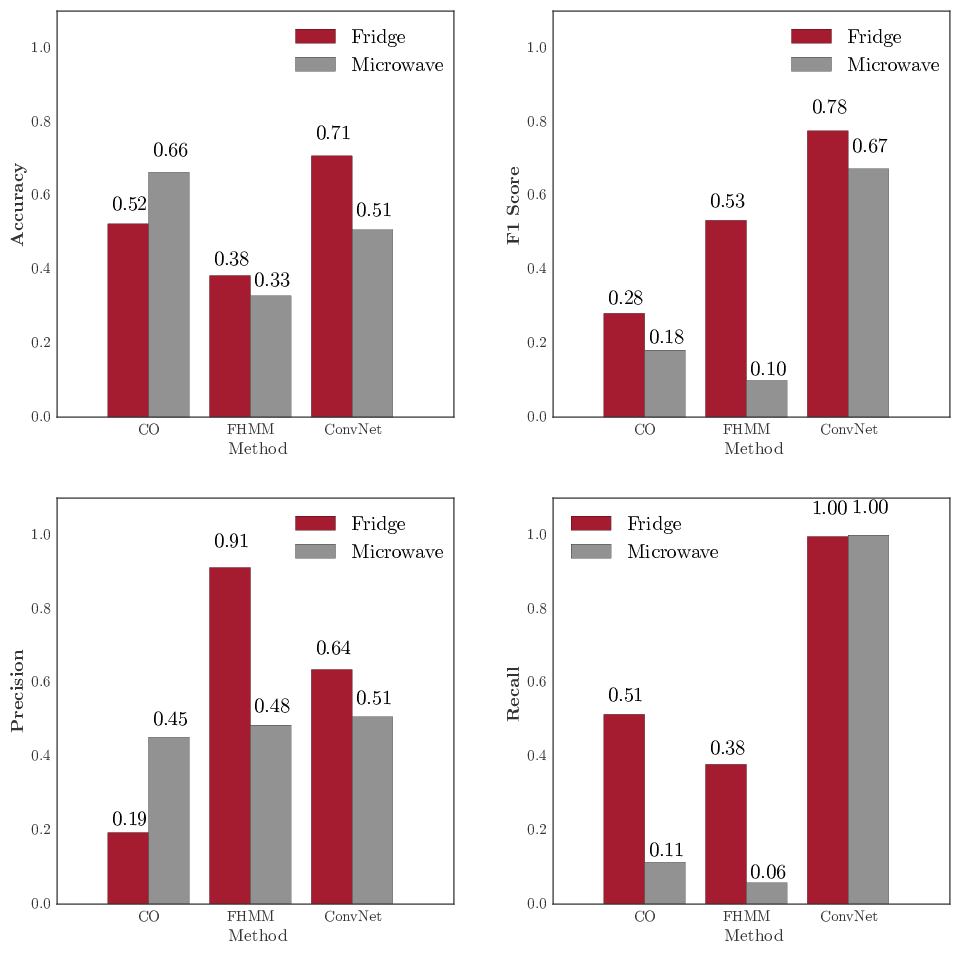 Accuracy
1.0
0.8
0.6
0.4
0.2
0.0
Fridge
Microwave
0.52
0.66
0.38
0.33
0.71
0.51
CO
FHMM
ConvNet
Method
F1 Score
1.0
0.8
0.6
0.4
0.2
0.0
Fridge
Microwave
0.28
0.18
0.53
0.10
0.78
0.67
CO
FHMM
ConvNet
Method
Precision
1.0
0.8
0.6
0.4
0.2
0.0
Fridge
Microwave
0.19
0.45
0.91
0.48
0.64
0.51
CO
FHMM
ConvNet
Method
Recall
1.0
0.8
0.6
0.4
0.2
0.0
Fridge
Microwave
0.51
0.11
0.38
0.06
1.00
1.00
CO
FHMM
ConvNet
Method